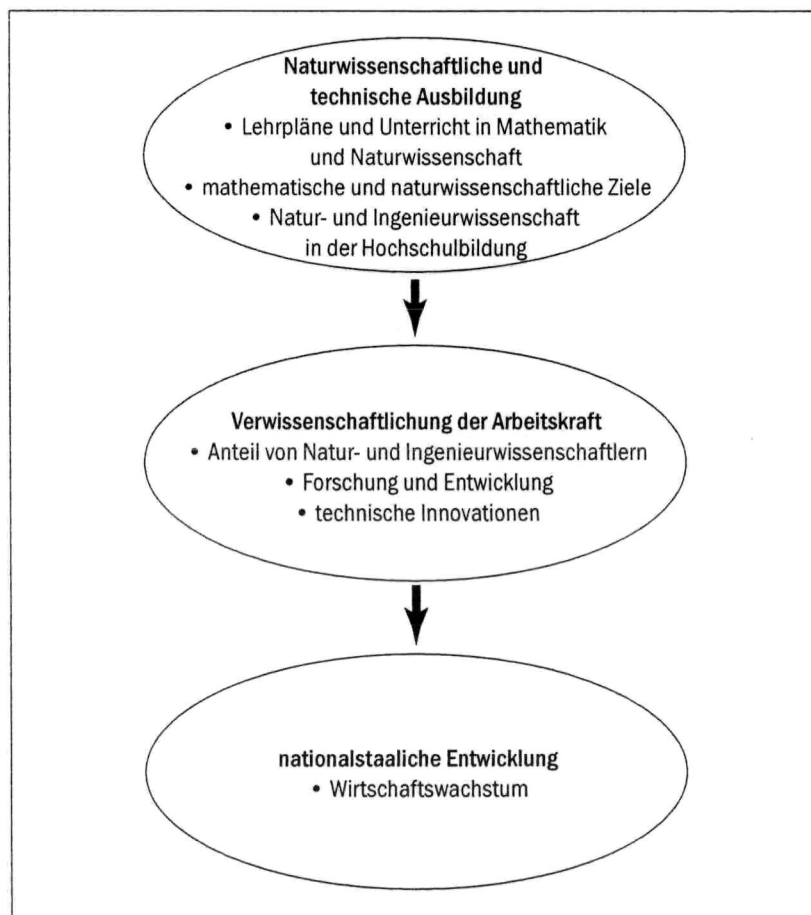 Naturwissenschaftliche und
technische Ausbildung
• Lehrpläne und Unterricht in Mathematik
und Naturwissenschaft
• mathematische und naturwissenschaftliche Ziele
• Natur- und Ingenieurwissenschaft
in der Hochschulbildung
Verwissenschaftlichung der Arbeitskraft
• Anteil von Natur- und Ingenieurwissenschaftlern
• Forschung und Entwicklung
• technische Innovationen
nationalstaaliche Entwicklung
• Wirtschaftswachstum